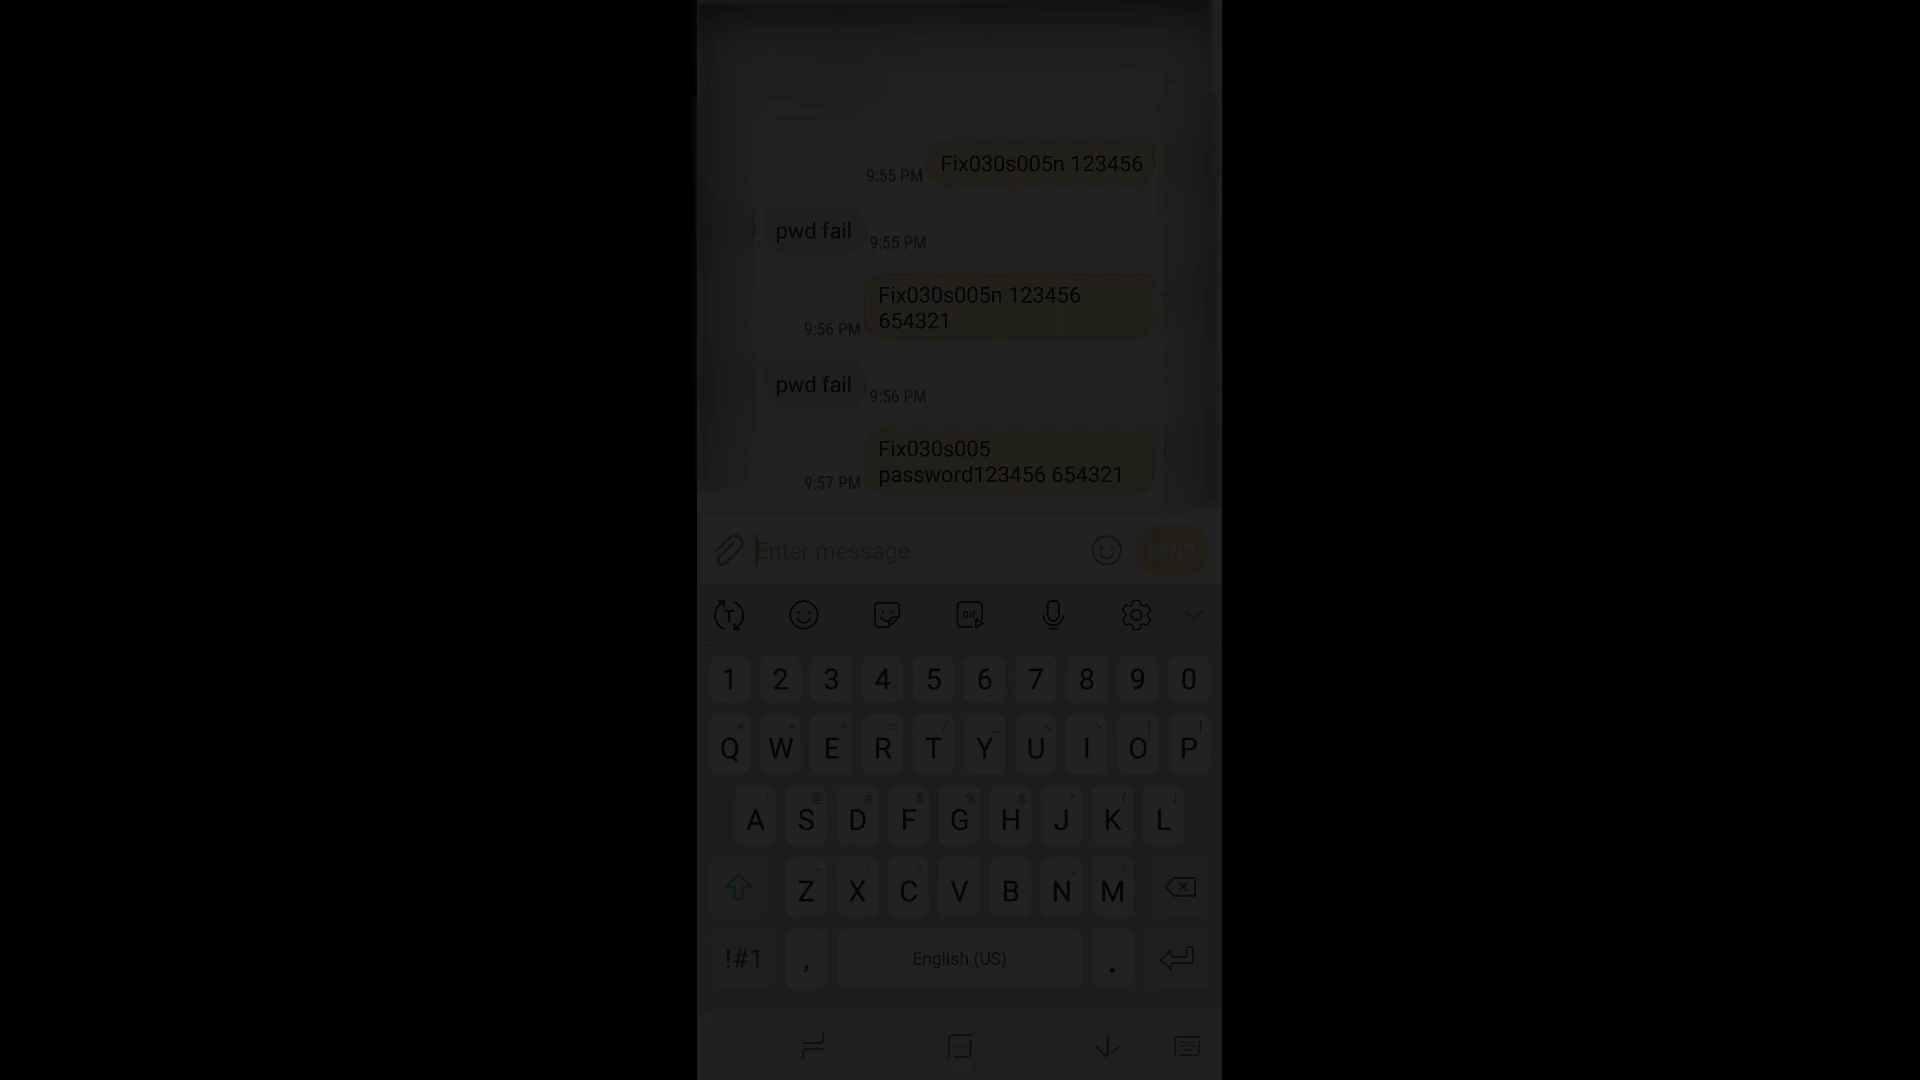 Fix030s005n 123456
9:55 PM
pwd fail
9:55 PM
Fix030s005n 123456
654321
9:56 PM
pwd fail
9:56 PM
Fix030s005
password123456 654321
9:57 PM
Enter message
SEND
T
GIF
1 2 3 4 5 6 7 8 9 0
Q W E R T Y U I O P
A S D F G H J K L
Z X C V B N M
!#1 , English (US) .